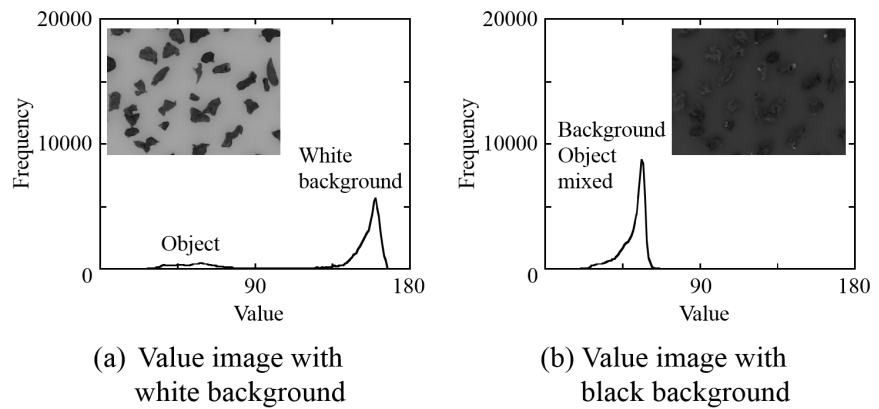 20000
10000
0
90
180
Frequency
Value
White
background
Object
(a) Value image with
white background
20000
10000
0
90
180
Frequency
Value
Background
Object
mixed
(b) Value image with
black background